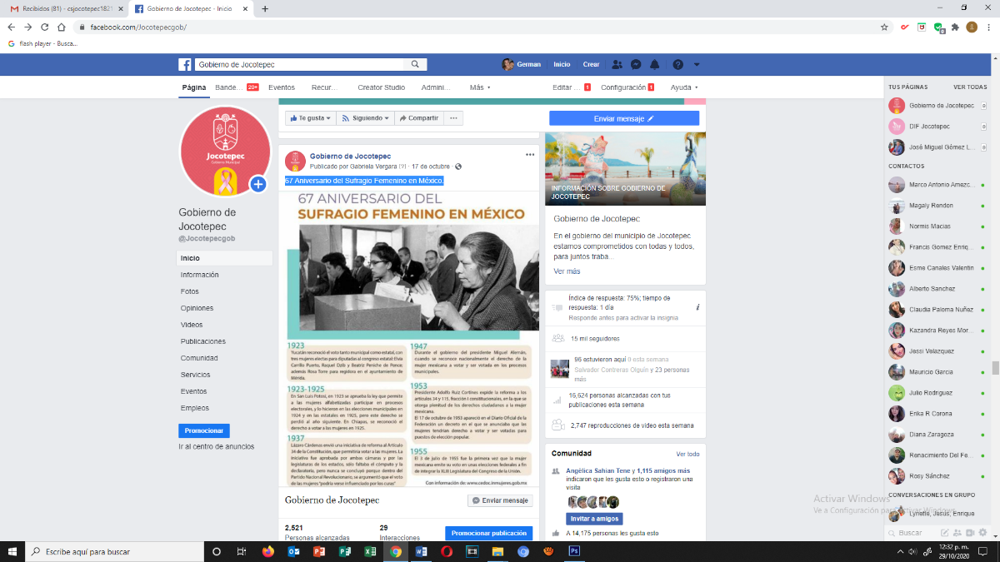 Recibidos (81) - csjocotepec1821
Gobierno de Jocotepec - Inicio
facebook.com/Jocotepecgob/
flash player - Busca...
Gobierno de Jocotepec
German
Inicio
Crear
Página
Bande...
20+
Eventos
Recur...
Creator Studio
Admini...
Más
Editar ...
1
Configuración
1
Ayuda
Jocotepec
Gobierno Municipal
Gobierno de
Jocotepec
@Jocotepecgob
Inicio
Información
Fotos
Opiniones
Videos
Publicaciones
Comunidad
Servicios
Eventos
Empleos
Promocionar
Ir al centro de anuncios
Te gusta
Siguiendo
Compartir
...
Gobierno de Jocotepec
Publicado por Gabriela Vergara [?] · 17 de octubre ·
67 Aniversario del Sufragio Femenino en México.
67 ANIVERSARIO DEL
SUFRAGIO FEMENINO EN MÉXICO
1923
Yucatán reconoció el voto tanto municipal como estatal, con
tres mujeres electas para diputadas al congreso estatal: Elvia
Carrillo Puerto, Raquel Dzib y Beatriz Peniche de Ponce;
además Rosa Torre para regidora en el ayuntamiento de
Mérida.
1923-1925
En San Luis Potosí, en 1923 se aprueba la ley que permite
a las mujeres alfabetizadas participar en procesos
electorales, y lo hicieron en las elecciones municipales en
1924 y en las estatales en 1925, pero este derecho se
perdió al año siguiente. En Chiapas, se reconoció el
derecho a votar a las mujeres en 1925.
1937
Lázaro Cárdenas envió una iniciativa de reforma al Artículo
34 de la Constitución, que permitiría votar a las mujeres. La
iniciativa fue aprobada por ambas cámaras y por las
legislaturas de los estados, sólo faltaba el cómputo y la
declaratoria, pero nunca se concluyó porque dentro del
Partido Nacional Revolucionario, se argumentó que el voto
de las mujeres "podría verse influenciado por los curas"
1947
Durante el gobierno del presidente Miguel Alemán,
cuando se reconoce nacionalmente el derecho de la
mujer mexicana a votar y ser votada en los procesos
municipales.
1953
Presidente Adolfo Ruiz Cortines expide la reforma a los
artículos 34 y 115, fracción I constitucionales, en la que se
otorga plenitud de los derechos ciudadanos a la mujer
mexicana.
El 17 de octubre de 1953 apareció en el Diario Oficial de la
Federación un decreto en el que se anunciaba que las
mujeres tendrían derecho a votar y ser votadas para
puestos de elección popular.
1955
El 3 de julio de 1955 fue la primera vez que la mujer
mexicana emite su voto en unas elecciones federales a fin
de integrar la XLIII Legislatura del Congreso de la Unión.
Con información de: www.cedoc.inmujeres.gob.mx
Gobierno de Jocotepec
Enviar mensaje
2,521
Personas alcanzadas
29
Interacciones
Promocionar publicación
Enviar mensaje
INFORMACIÓN SOBRE GOBIERNO DE
JOCOTEPEC
Gobierno de Jocotepec
En el gobierno del municipio de Jocotepec
estamos comprometidos con todas y todos,
para juntos traba...
Ver más
Índice de respuesta: 75%; tiempo de
respuesta: 1 día
Responde antes para activar la insignia
15 mil seguidores
96 estuvieron aquí 0 esta semana
Salvador Contreras Olguín y 23 personas
más
16,624 personas alcanzadas con tus
publicaciones esta semana
2,747 reproducciones de video esta semana
Comunidad
Ver todo
Angélica Sahian Tene y 1,115 amigos más
indicaron que les gusta esto o registraron una
visita
Invitar a amigos
A 14,175 personas les gusta esto
TUS PÁGINAS
VER TODAS
Gobierno de Jocotepec
9
DIF Jocotepec
9
José Miguel Gómez L...
9
CONTACTOS
Marco Antonio Amezc...
Magaly Rendon
Normis Macias
Francis Gomez Enriq...
Esme Canales Valentin
Alberto Sanchez
Claudia Paloma Nuñez
Kazandra Reyes Mor...
Jessi Velazquez
Mauricio Garcia
Julio Rodriguez
Erika R Corona
Diana Zaragoza
Renacimiento Del Fe...
Rosy Sánchez
CONVERSACIONES EN GRUPO
Lynette, Jesús, Enrique
Buscar
Activar Windows
Ve a Configuración para activar Windows.
Escribe aquí para buscar
12:32 p. m.
29/10/2020